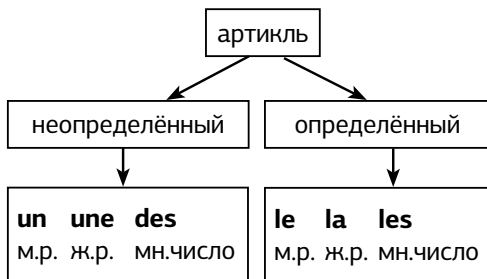 артикль
неопределённый
определённый
un une des
м.р. ж.р. мн.число
le la les
м.р. ж.р. мн.число